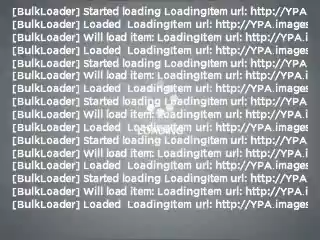 [BulkLoader] Started loading LoadingItem url: http://YPA
[BulkLoader] Loaded LoadingItem url: http://YPA.images
[BulkLoader] Will load item: LoadingItem url: http://YPA.i
[BulkLoader] Loaded LoadingItem url: http://YPA.images
[BulkLoader] Started loading LoadingItem url: http://YPA
[BulkLoader] Will load item: LoadingItem url: http://YPA.i
[BulkLoader] Loaded LoadingItem url: http://YPA.images
[BulkLoader] Started loading LoadingItem url: http://YPA
[BulkLoader] Will load item: LoadingItem url: http://YPA.i
[BulkLoader] Loaded LoadingItem url: http://YPA.images
LOADING
[BulkLoader] Started loading LoadingItem url: http://YPA
[BulkLoader] Will load item: LoadingItem url: http://YPA.i
[BulkLoader] Loaded LoadingItem url: http://YPA.images
[BulkLoader] Started loading LoadingItem url: http://YPA
[BulkLoader] Will load item: LoadingItem url: http://YPA.i
[BulkLoader] Loaded LoadingItem url: http://YPA.images